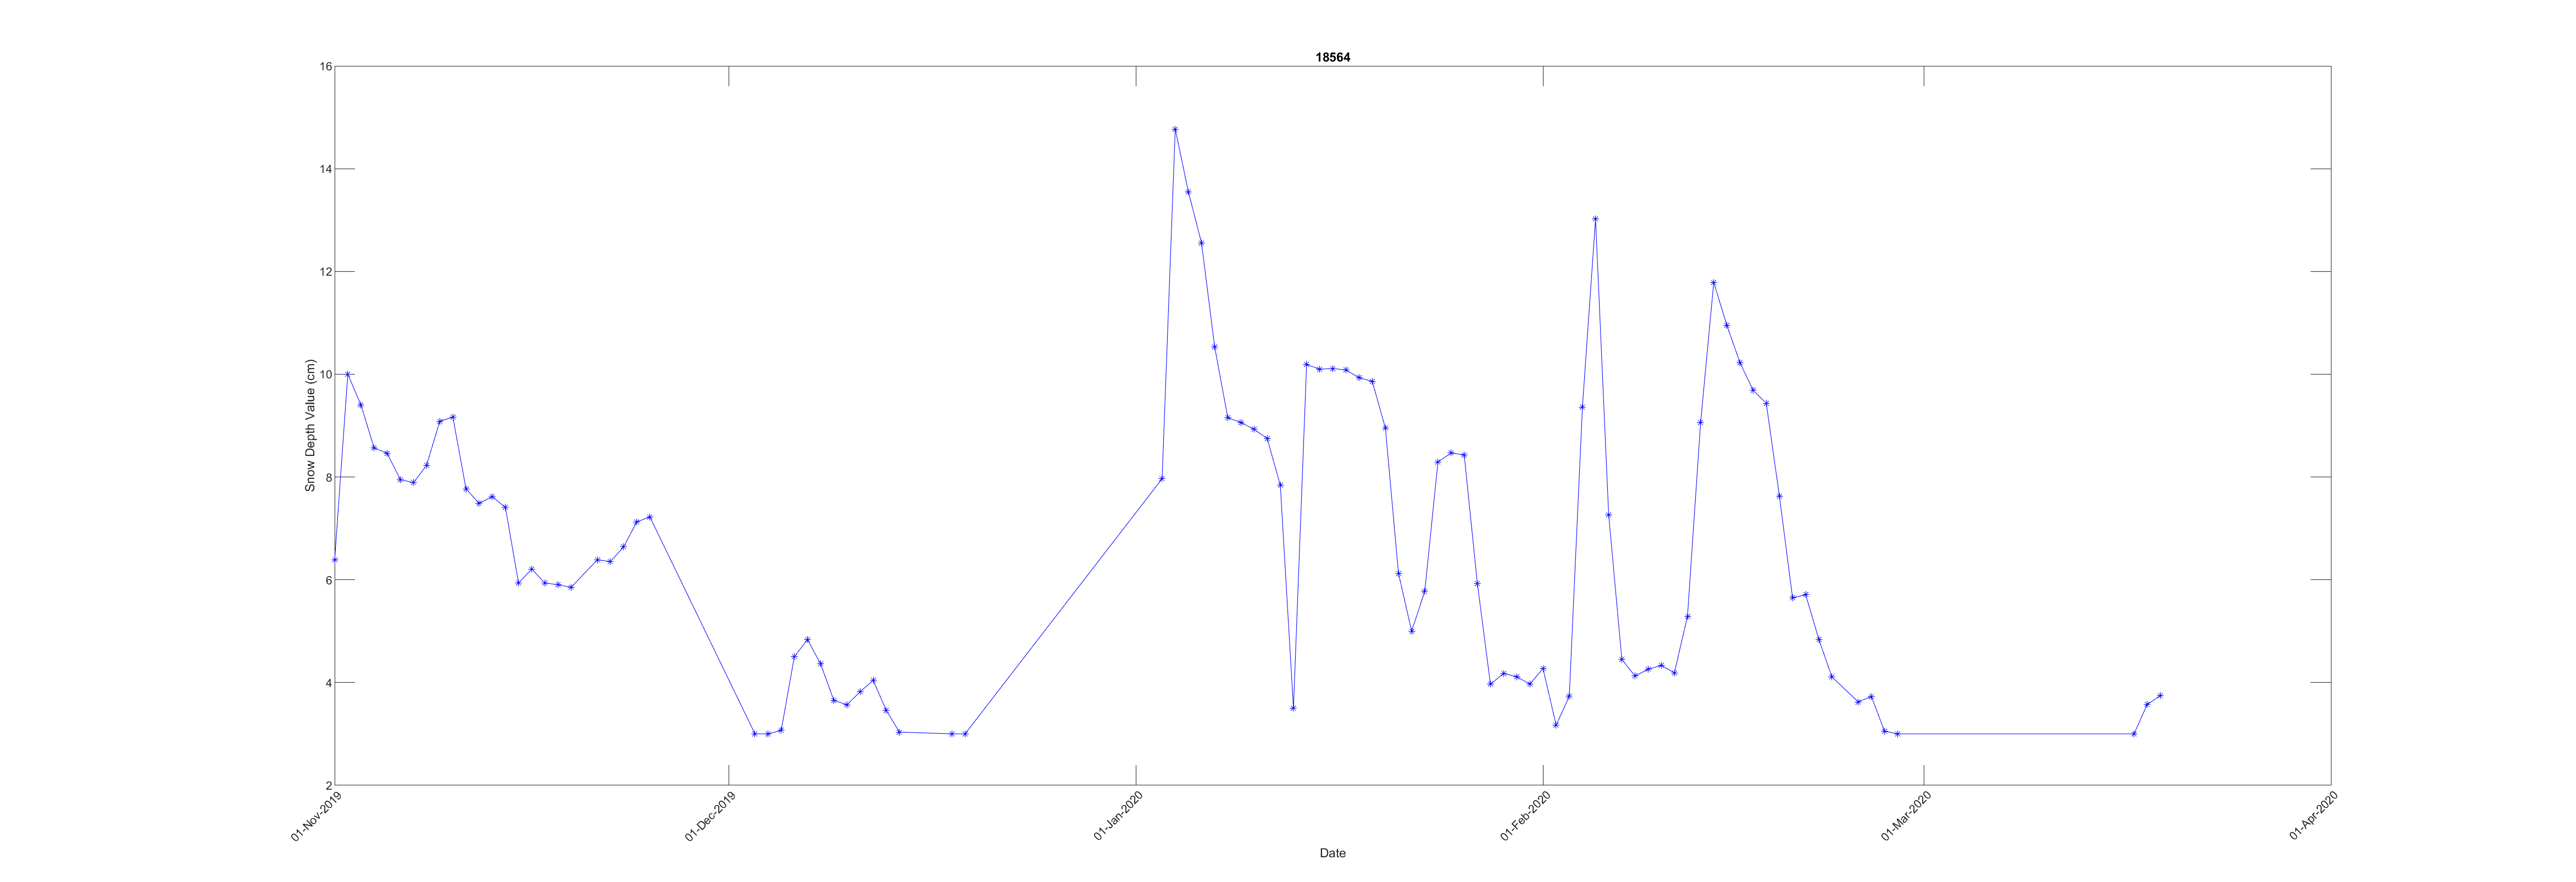 18564
16
14
12
10
8
6
4
2
Snow Depth Value (cm)
01-Nov-2019
01-Dec-2019
01-Jan-2020
01-Feb-2020
01-Mar-2020
01-Apr-2020
Date